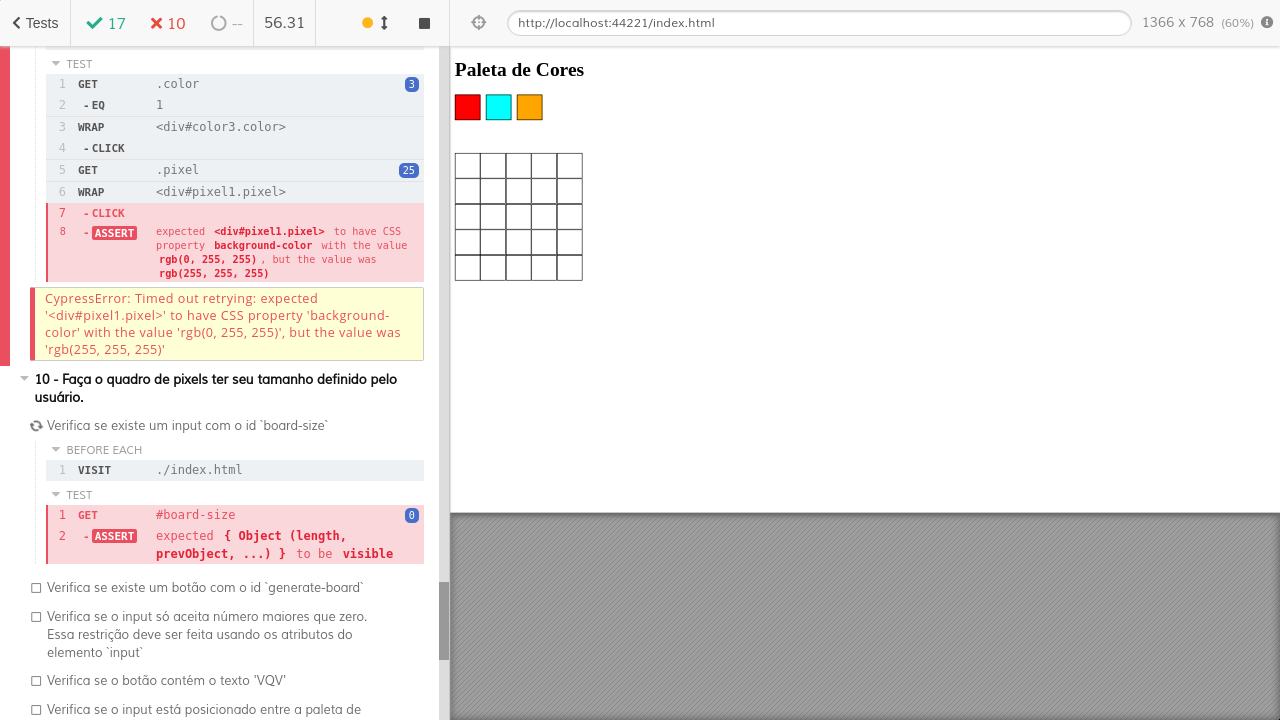 Tests 17 10 -- 56.31
http://localhost:44221/index.html 1366 x 768 (60%)
TEST
1 GET .color 3
2 - EQ 1
3 WRAP <div#color3.color>
4 - CLICK
5 GET .pixel 25
6 WRAP <div#pixel1.pixel>
7 - CLICK
8 - ASSERT expected <div#pixel1.pixel> to have CSS
property background-color with the value
rgb(0, 255, 255) , but the value was
rgb(255, 255, 255)
CypressError: Timed out retrying: expected
'<div#pixel1.pixel>' to have CSS property 'background-
color' with the value 'rgb(0, 255, 255)', but the value was
'rgb(255, 255, 255)'
10 - Faça o quadro de pixels ter seu tamanho definido pelo
usuário.
Verifica se existe um input com o id `board-size`
BEFORE EACH
1 VISIT ./index.html
TEST
1 GET #board-size 0
2 - ASSERT expected { Object (length,
prevObject, ...) } to be visible
Verifica se existe um botão com o id `generate-board`
Verifica se o input só aceita número maiores que zero.
Essa restrição deve ser feita usando os atributos do
elemento `input`
Verifica se o botão contém o texto 'VQV'
Verifica se o input está posicionado entre a paleta de
Paleta de Cores